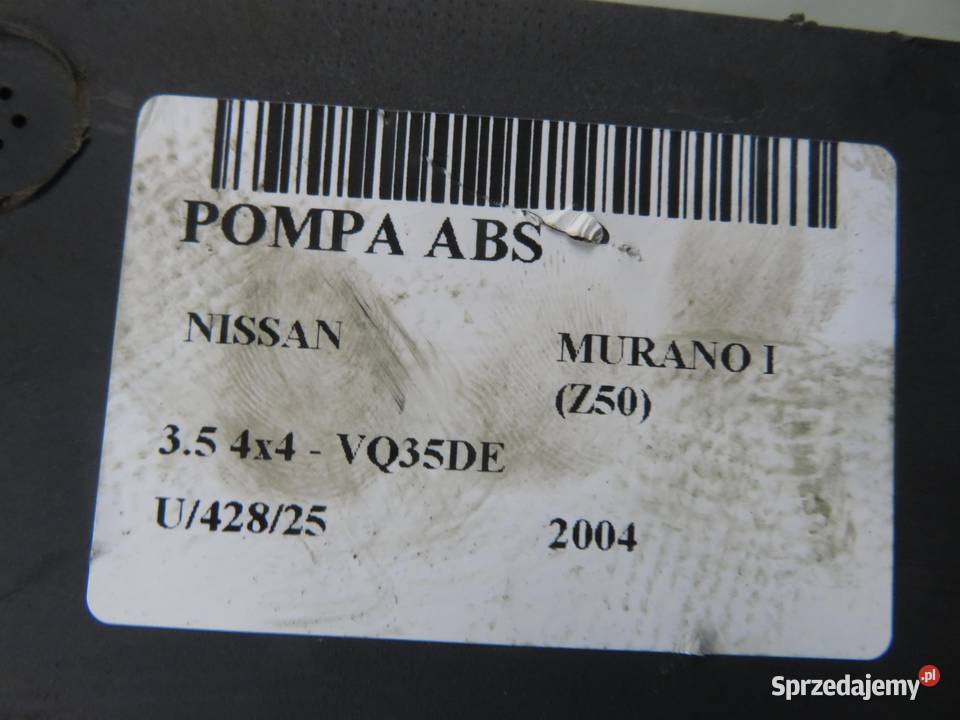 POMPA ABS
NISSAN
MURANO I
(Z50)
3.5 4x4 - VQ35DE
U/428/25
2004
Sprzedajemy.pl